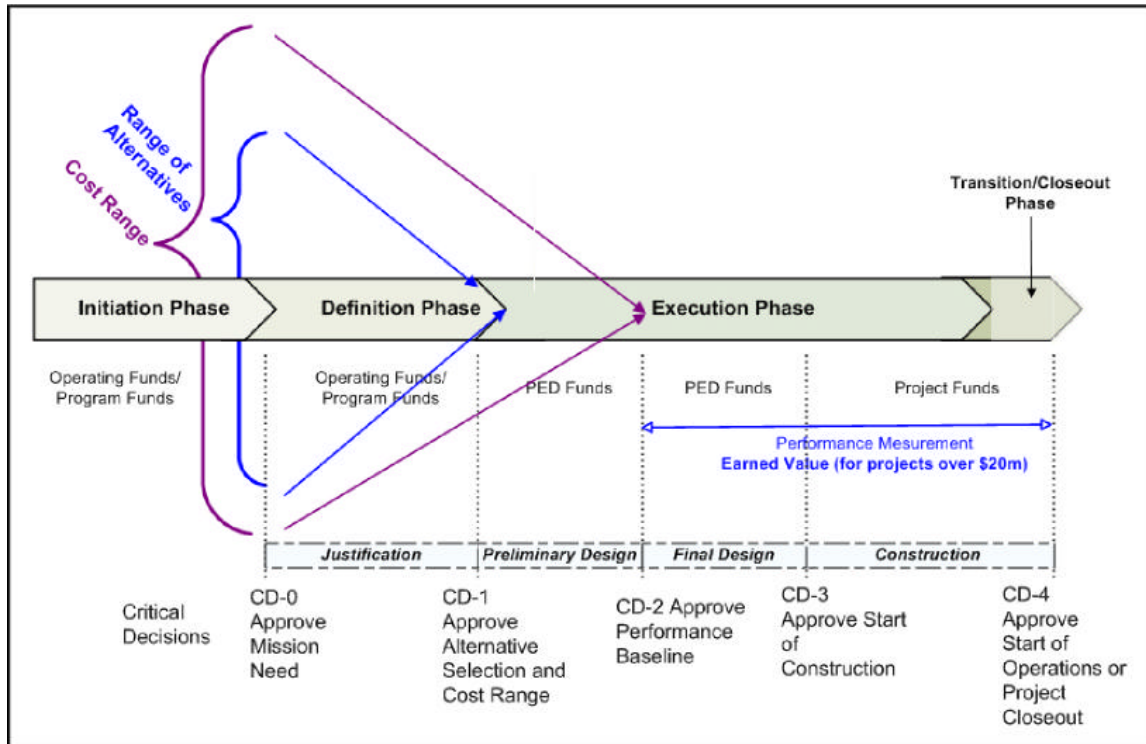 Range of
Alternatives
Cost Range
Transition/Closeout
Phase
Initiation Phase
Definition Phase
Execution Phase
Operating Funds/
Program Funds
Operating Funds/
Program Funds
PED Funds
PED Funds
Project Funds
Performance Mesurement
Earned Value (for projects over $20m)
Justification
Preliminary Design
Final Design
Construction
Critical
Decisions
CD-0
Approve
Mission
Need
CD-1
Approve
Alternative
Selection and
Cost Range
CD-2 Approve
Performance
Baseline
CD-3
Approve Start
of
Construction
CD-4
Approve
Start of
Operations or
Project
Closeout